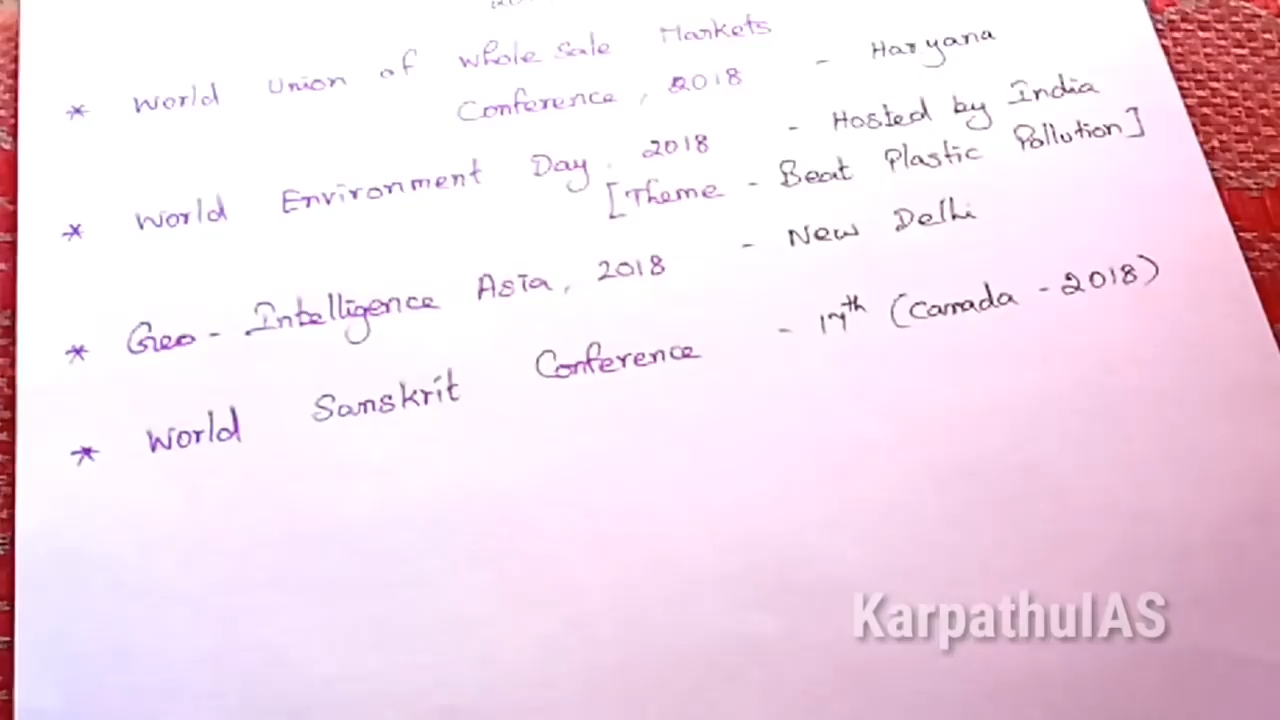 * World Union of Whole Sale Markets
Conference, 2018 - Haryana
* World Environment Day, 2018 - Hosted by India
[Theme - Beat Plastic Pollution]
* Geo - Intelligence Asia, 2018 - New Delhi
* World Sanskrit Conference - 17th (Canada - 2018)
KarpathuIAS